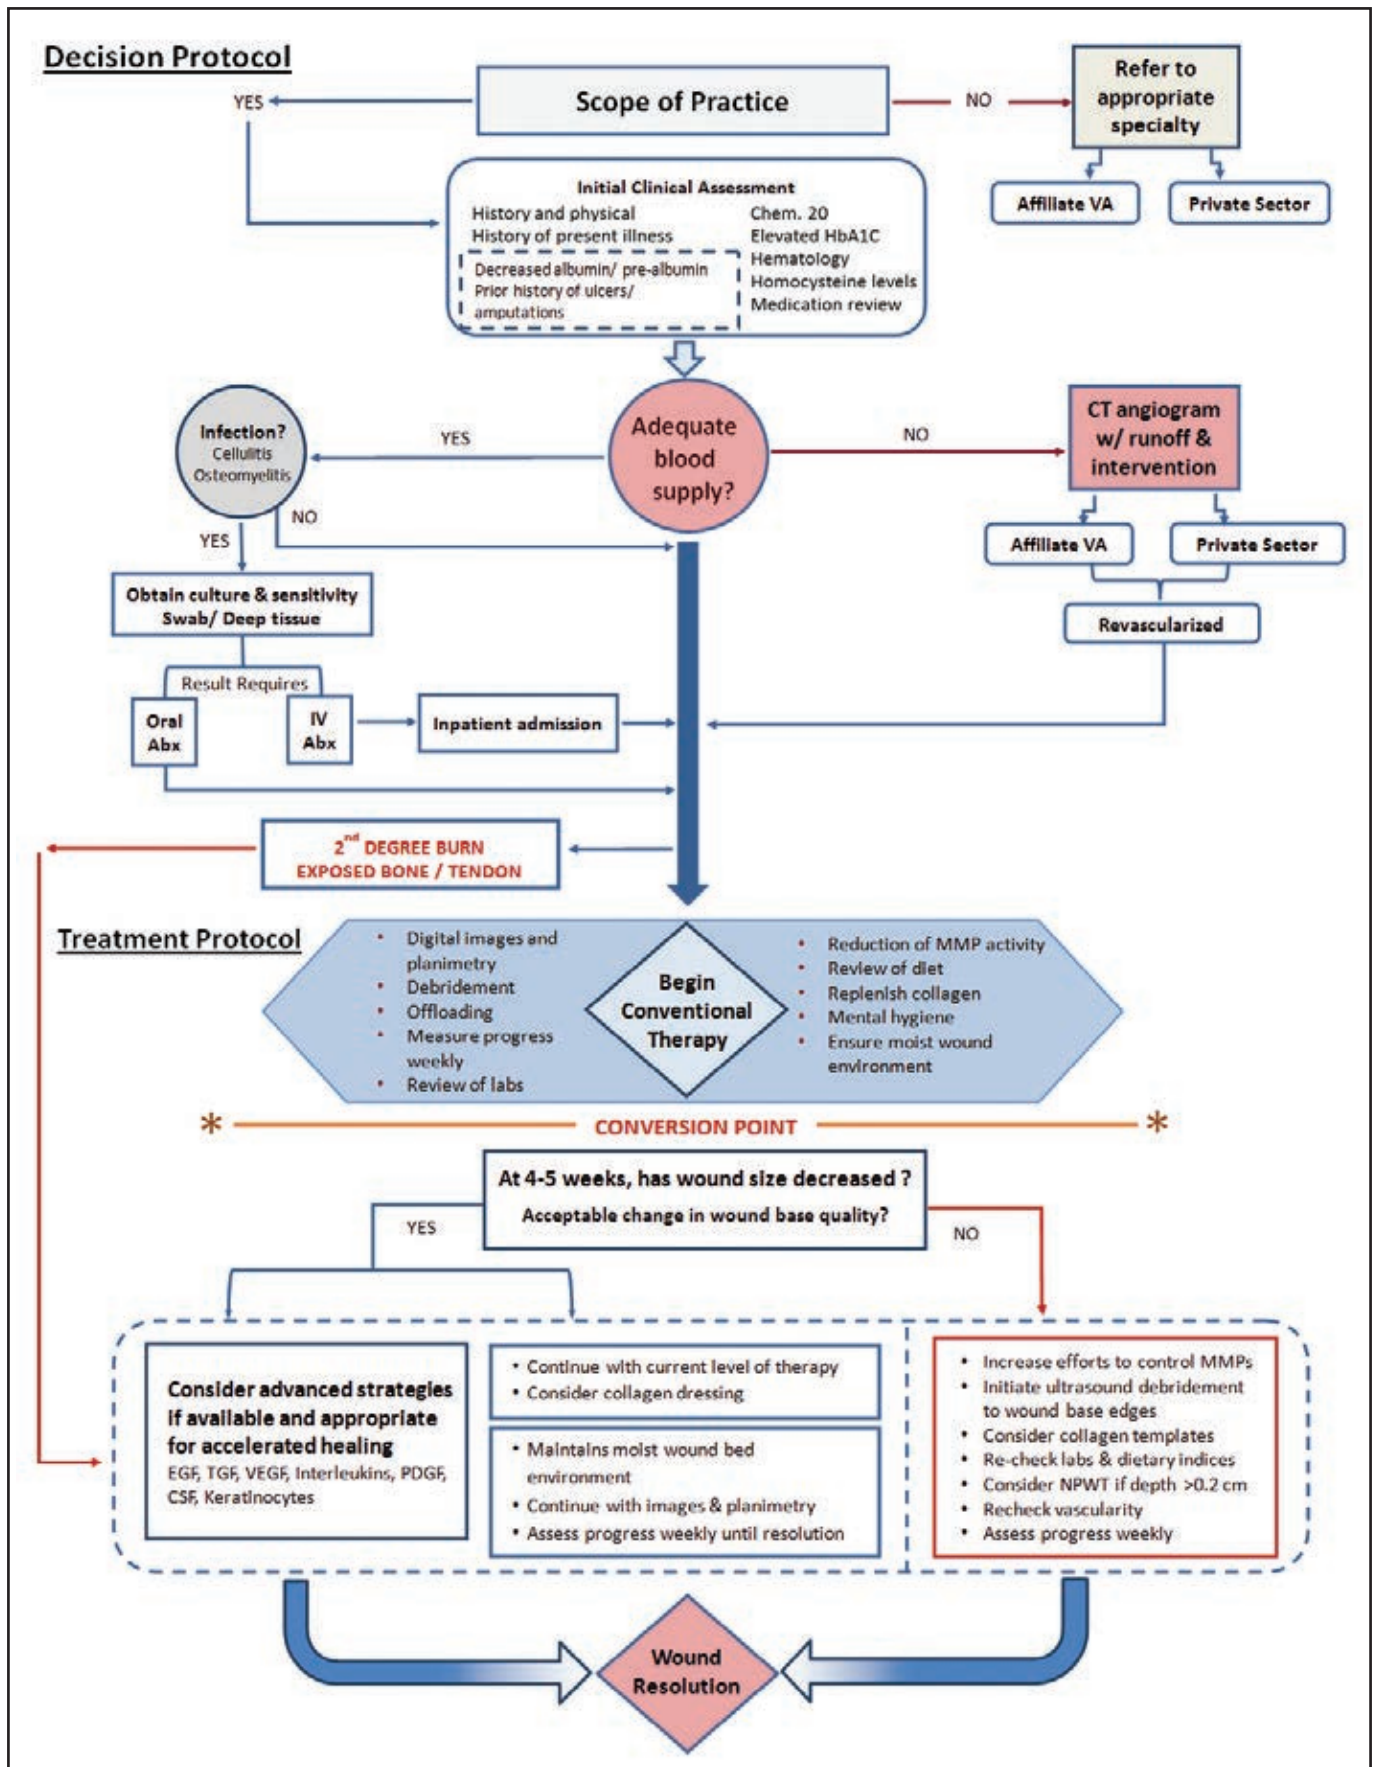 Decision Protocol
YES
Scope of Practice
NO
Refer to
appropriate
specialty
Affiliate VA
Private Sector
Initial Clinical Assessment
History and physical
History of present illness
Decreased albumin/ pre-albumin
Prior history of ulcers/
amputations
Chem. 20
Elevated HbA1C
Hematology
Homocysteine levels
Medication review
Infection?
Cellulitis
Osteomyelitis
YES
Adequate
blood
supply?
NO
CT angiogram
w/ runoff &
intervention
NO
YES
Affiliate VA
Private Sector
Obtain culture & sensitivity
Swab/ Deep tissue
Revascularized
Result Requires
Oral
Abx
IV
Abx
Inpatient admission
2nd DEGREE BURN
EXPOSED BONE / TENDON
Treatment Protocol
• Digital images and
planimetry
• Debridement
• Offloading
• Measure progress
weekly
• Review of labs
Begin
Conventional
Therapy
• Reduction of MMP activity
• Review of diet
• Replenish collagen
• Mental hygiene
• Ensure moist wound
environment
* CONVERSION POINT *
At 4-5 weeks, has wound size decreased ?
Acceptable change in wound base quality?
YES
NO
Consider advanced strategies
if available and appropriate
for accelerated healing
EGF, TGF, VEGF, Interleukins, PDGF,
CSF, Keratinocytes
• Continue with current level of therapy
• Consider collagen dressing
• Maintains moist wound bed
environment
• Continue with images & planimetry
• Assess progress weekly until resolution
• Increase efforts to control MMPs
• Initiate ultrasound debridement
to wound base edges
• Consider collagen templates
• Re-check labs & dietary indices
• Consider NPWT if depth >0.2 cm
• Recheck vascularity
• Assess progress weekly
Wound
Resolution